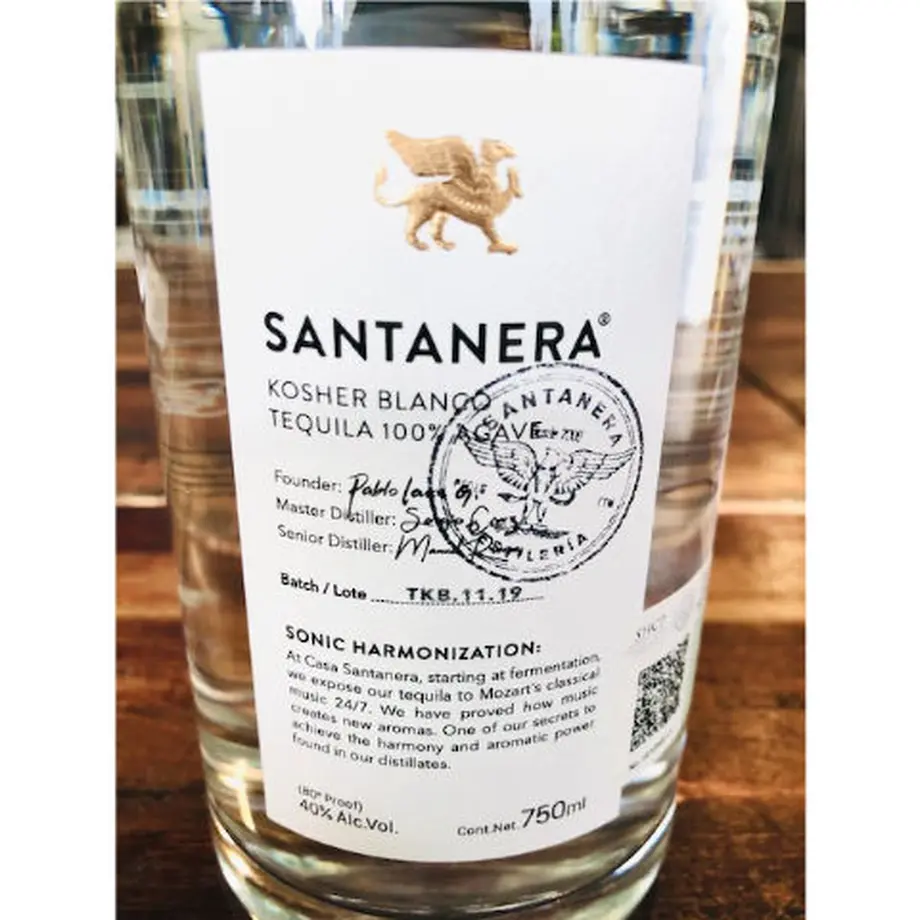 SANTANERA®
KOSHER BLANCO
TEQUILA 100% AGAVE
SANTANERA
DESTILERÍA
Founder: Pablo
Master Distiller:
Senior Distiller:
Batch / Lote TKB.11.19
SONIC HARMONIZATION:
At Casa Santanera, starting at fermentation,
we expose our tequila to Mozart's classical
music 24/7. We have proved how music
creates new aromas. One of our secrets to
achieve the harmony and aromatic power
found in our distillates.
(80° Proof)
40% Alc.Vol.
Cont.Net. 750ml
SHCP